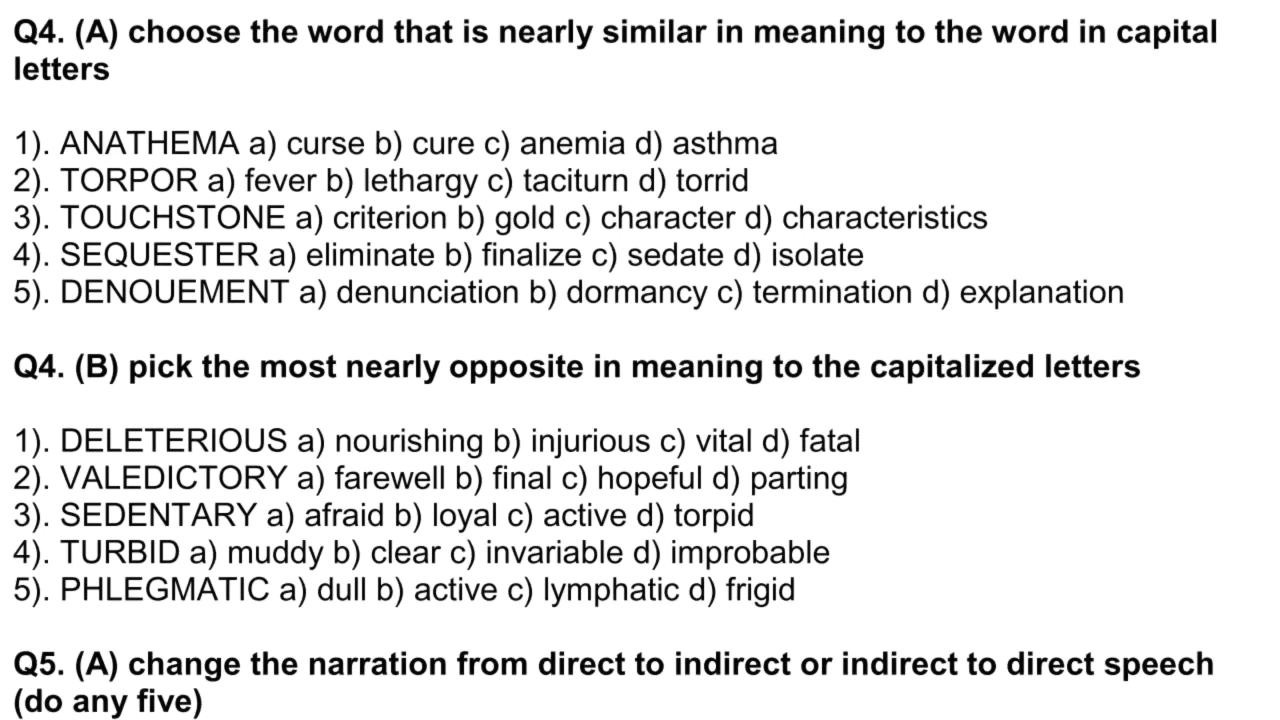 Q4. (A) choose the word that is nearly similar in meaning to the word in capital
letters
1). ANATHEMA a) curse b) cure c) anemia d) asthma
2). TORPOR a) fever b) lethargy c) taciturn d) torrid
3). TOUCHSTONE a) criterion b) gold c) character d) characteristics
4). SEQUESTER a) eliminate b) finalize c) sedate d) isolate
5). DENOUEMENT a) denunciation b) dormancy c) termination d) explanation
Q4. (B) pick the most nearly opposite in meaning to the capitalized letters
1). DELETERIOUS a) nourishing b) injurious c) vital d) fatal
2). VALEDICTORY a) farewell b) final c) hopeful d) parting
3). SEDENTARY a) afraid b) loyal c) active d) torpid
4). TURBID a) muddy b) clear c) invariable d) improbable
5). PHLEGMATIC a) dull b) active c) lymphatic d) frigid
Q5. (A) change the narration from direct to indirect or indirect to direct speech
(do any five)